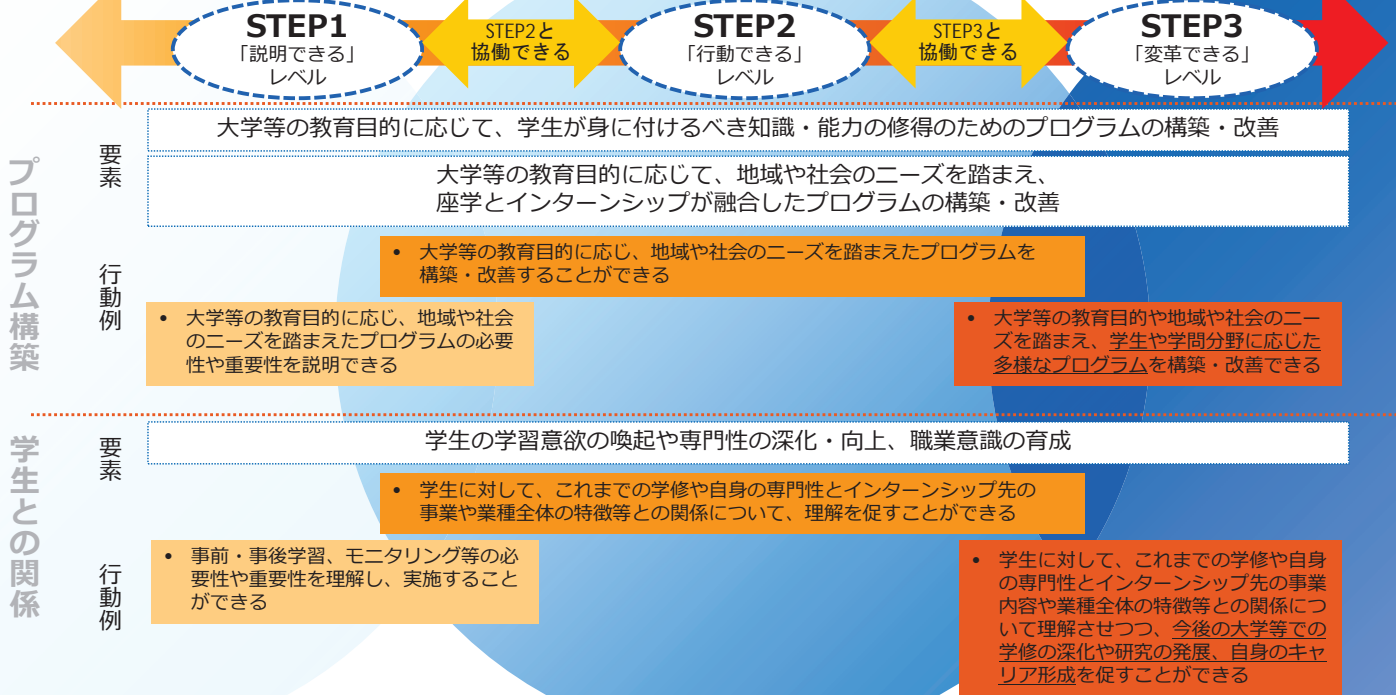 STEP1
「説明できる」
レベル
STEP2と
協働できる
STEP2
「行動できる」
レベル
STEP3と
協働できる
STEP3
「変革できる」
レベル
プログラム構築
要素
大学等の教育目的に応じて、学生が身に付けるべき知識・能力の修得のためのプログラムの構築・改善
大学等の教育目的に応じて、地域や社会のニーズを踏まえ、
座学とインターンシップが融合したプログラムの構築・改善
行動例
• 大学等の教育目的に応じ、地域や社会のニーズを踏まえたプログラムを
構築・改善することができる
• 大学等の教育目的に応じ、地域や社会
のニーズを踏まえたプログラムの必要
性や重要性を説明できる
• 大学等の教育目的や地域や社会のニー
ズを踏まえ、学生や学問分野に応じた
多様なプログラムを構築・改善できる
学生との関係
要素
学生の学習意欲の喚起や専門性の深化・向上、職業意識の育成
行動例
• 学生に対して、これまでの学修や自身の専門性とインターンシップ先の
事業や業種全体の特徴等との関係について、理解を促すことができる
• 事前・事後学習、モニタリング等の必
要性や重要性を理解し、実施すること
ができる
• 学生に対して、これまでの学修や自身
の専門性とインターンシップ先の事業
内容や業種全体の特徴等との関係につ
いて理解させつつ、今後の大学等での
学修の深化や研究の発展、自身のキャ
リア形成を促すことができる